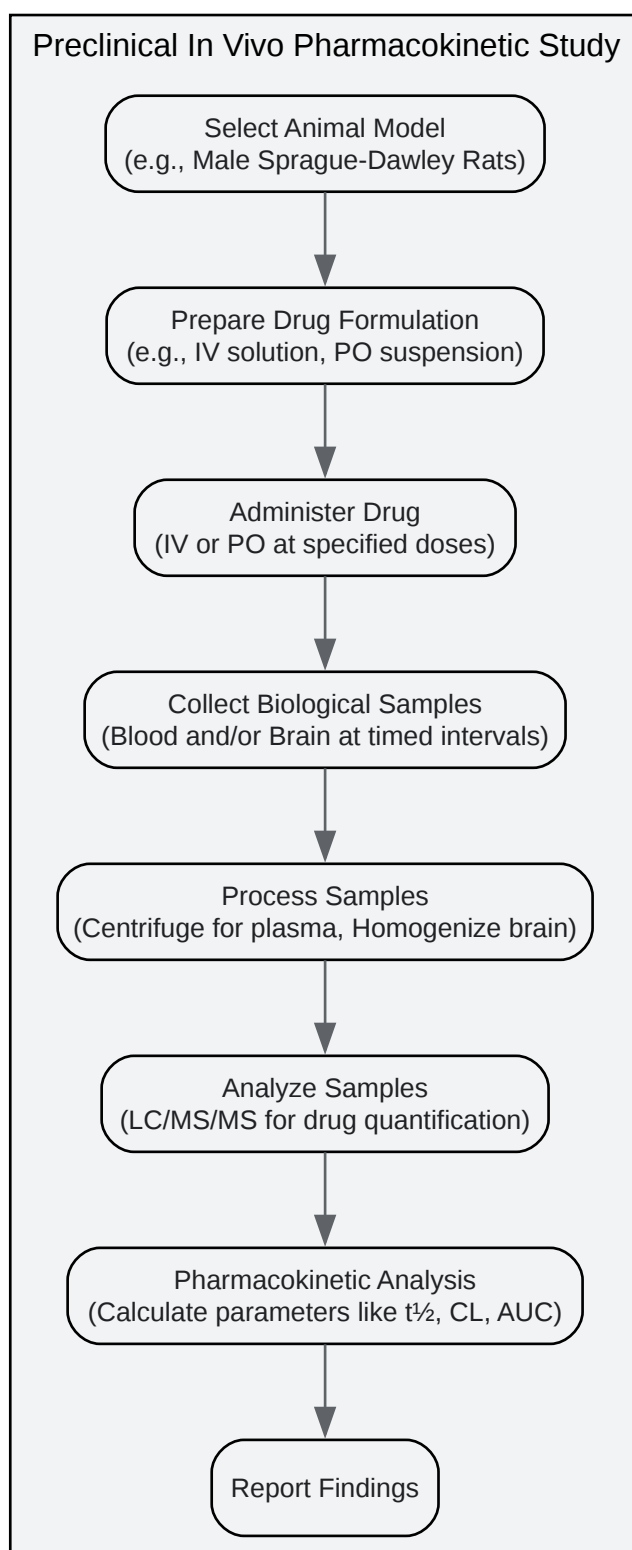 Preclinical In Vivo Pharmacokinetic Study
Select Animal Model
(e.g., Male Sprague-Dawley Rats)
Prepare Drug Formulation
(e.g., IV solution, PO suspension)
Administer Drug
(IV or PO at specified doses)
Collect Biological Samples
(Blood and/or Brain at timed intervals)
Process Samples
(Centrifuge for plasma, Homogenize brain)
Analyze Samples
(LC/MS/MS for drug quantification)
Pharmacokinetic Analysis
(Calculate parameters like t½, CL, AUC)
Report Findings